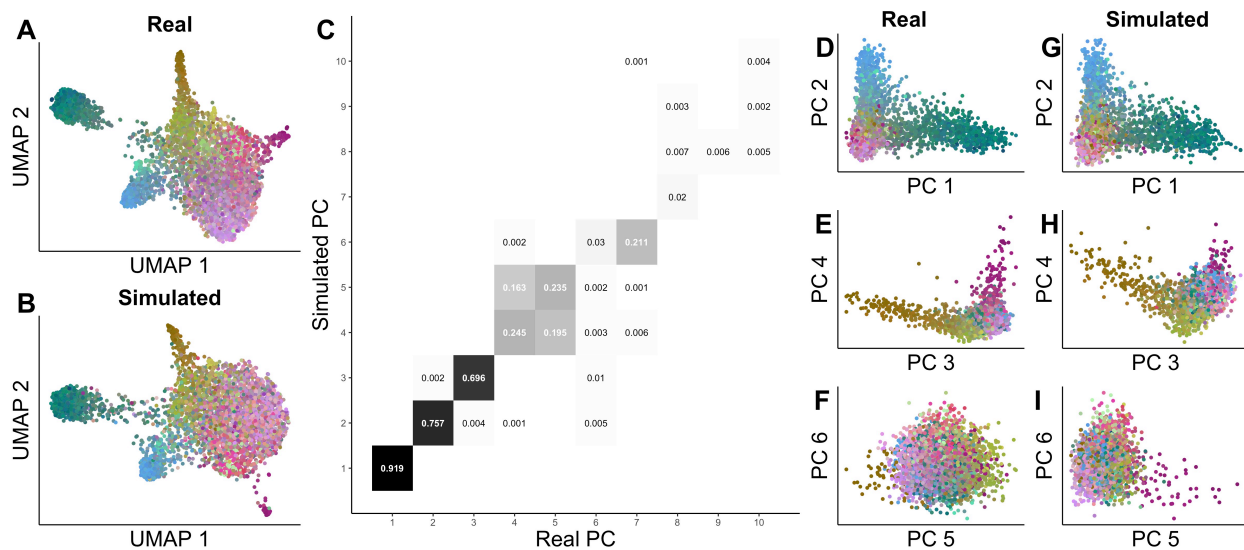 A
Real
UMAP 2
UMAP 1
B
Simulated
UMAP 2
UMAP 1
C
Simulated PC
10
9
8
7
6
5
4
3
2
1
0.001
0.004
0.003
0.002
0.007
0.006
0.005
0.02
0.002
0.03
0.211
0.163
0.235
0.002
0.001
0.245
0.195
0.003
0.006
0.002
0.696
0.01
0.757
0.004
0.001
0.005
0.919
1 2 3 4 5 6 7 8 9 10
Real PC
Real
D
PC 2
PC 1
E
PC 4
PC 3
F
PC 6
PC 5
Simulated
G
PC 2
PC 1
H
PC 4
PC 3
I
PC 6
PC 5